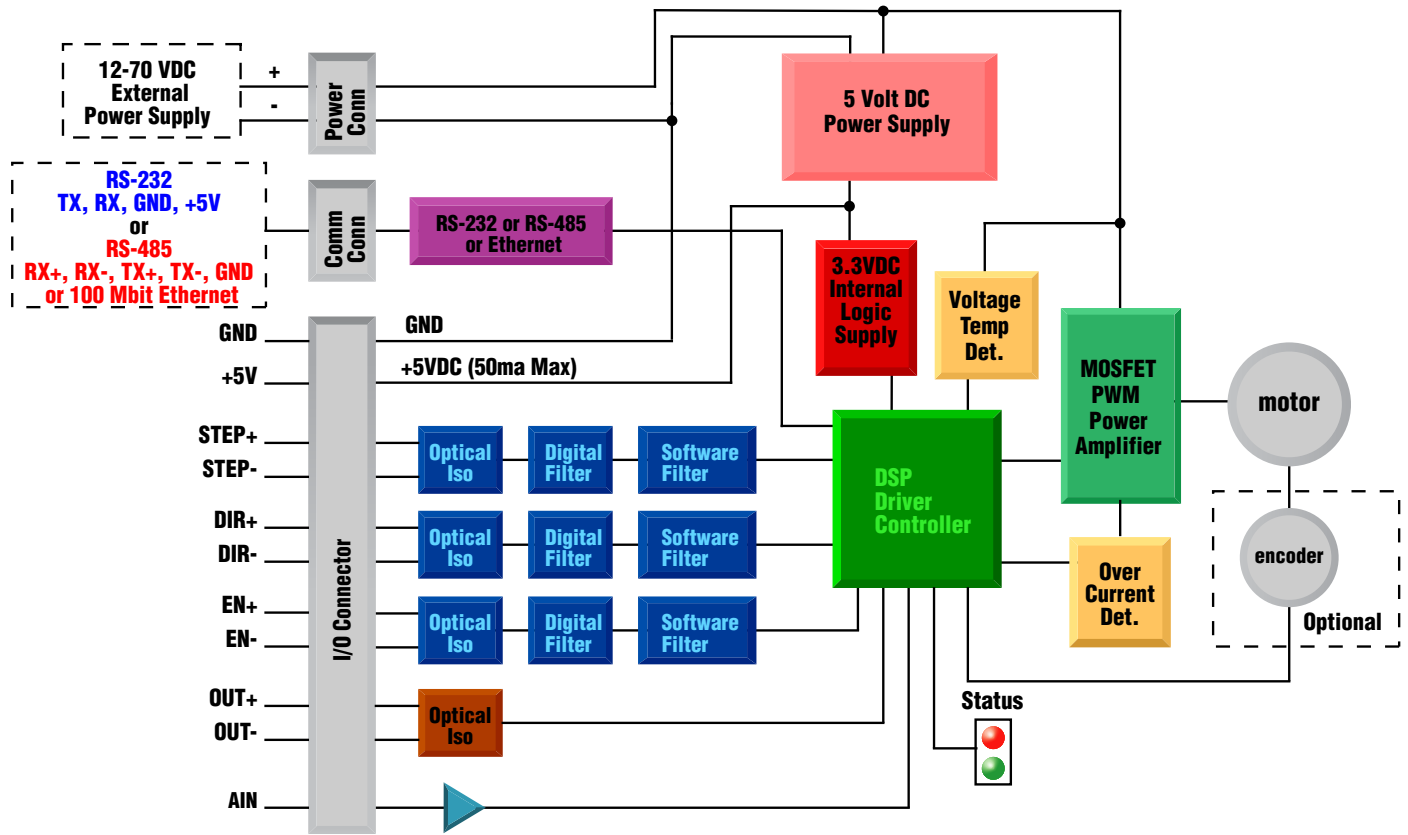 12-70 VDC
External
Power Supply
+
-
Power
Conn
5 Volt DC
Power Supply
RS-232
TX, RX, GND, +5V
or
RS-485
RX+, RX-, TX+, TX-, GND
or 100 Mbit Ethernet
Comm
Conn
RS-232 or RS-485
or Ethernet
3.3VDC
Internal
Logic
Supply
Voltage
Temp
Det.
MOSFET
PWM
Power
Amplifier
motor
GND
GND
+5V
+5VDC (50ma Max)
I/O Connector
STEP+
STEP-
Optical
Iso
Digital
Filter
Software
Filter
DSP
Driver
Controller
DIR+
DIR-
Optical
Iso
Digital
Filter
Software
Filter
encoder
Optional
Over
Current
Det.
EN+
EN-
Optical
Iso
Digital
Filter
Software
Filter
OUT+
OUT-
Optical
Iso
Status
AIN